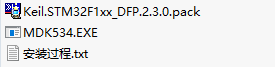 Keil.STM32F1xx_DFP.2.3.0.pack
MDK534.EXE
安装过程.txt